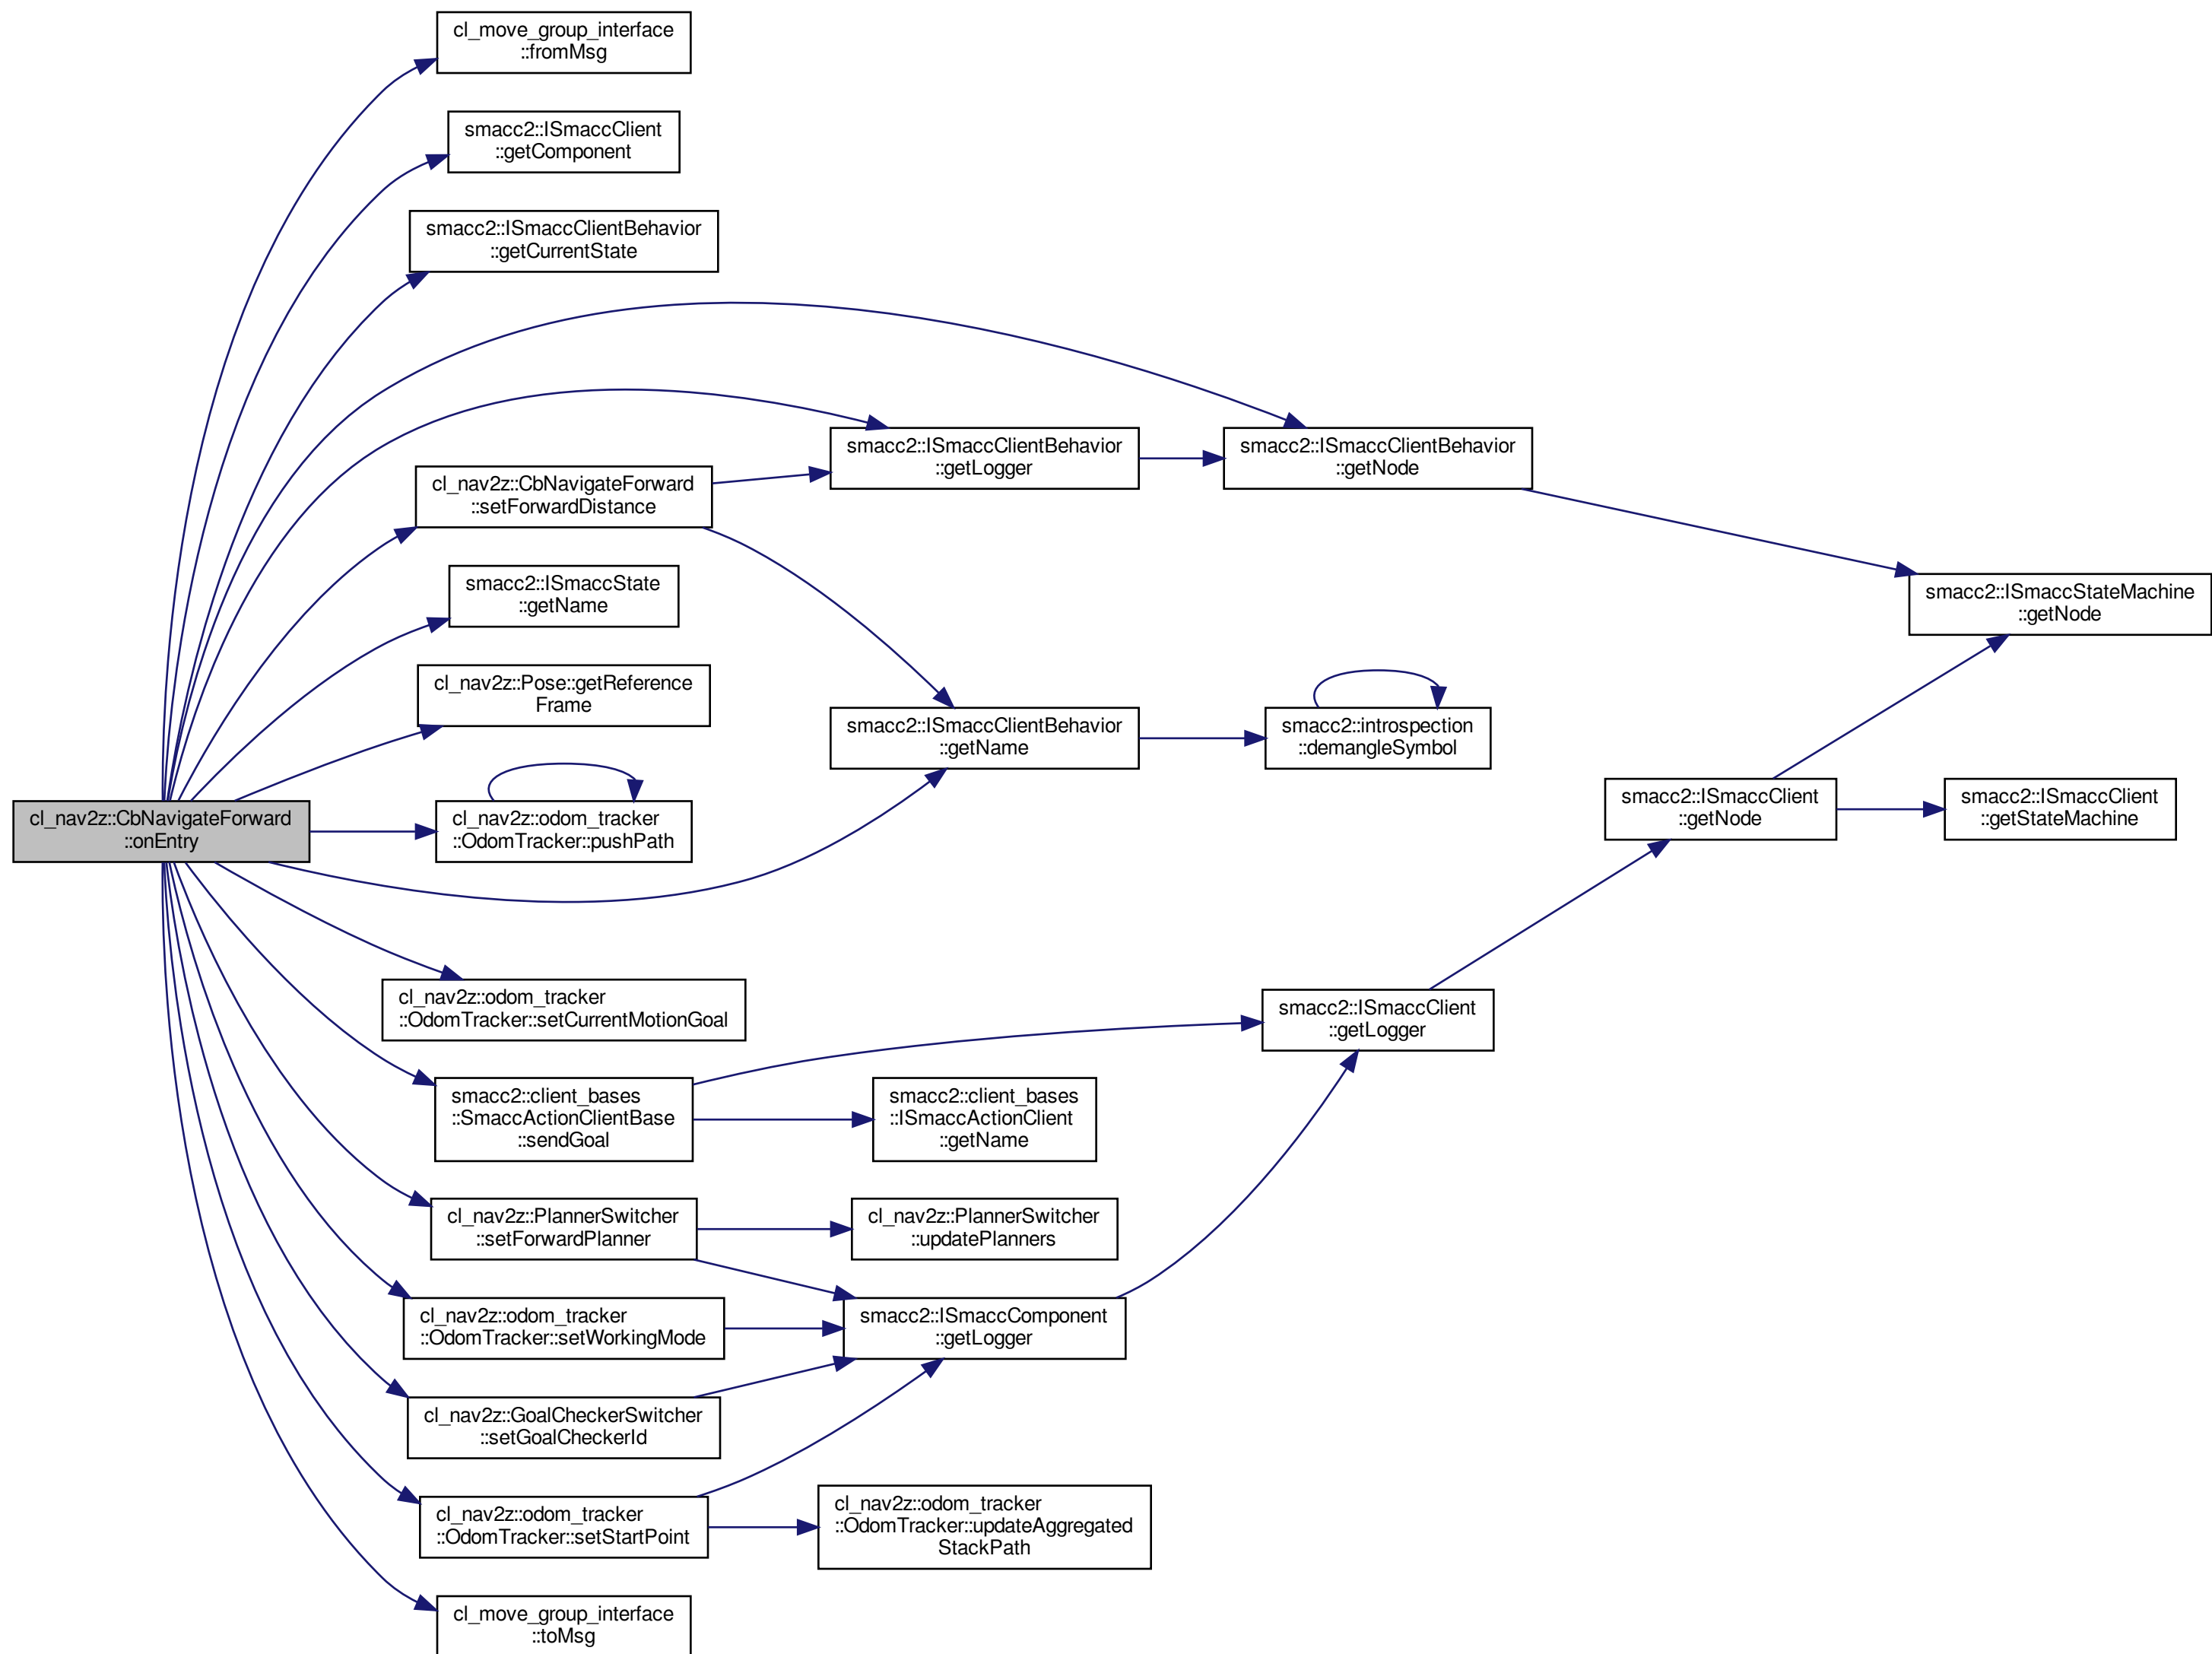 cl_move_group_interface
::fromMsg
smacc2::ISmaccClient
::getComponent
smacc2::ISmaccClientBehavior
::getCurrentState
smacc2::ISmaccClientBehavior
::getLogger
smacc2::ISmaccClientBehavior
::getNode
cl_nav2z::CbNavigateForward
::setForwardDistance
smacc2::ISmaccState
::getName
smacc2::ISmaccStateMachine
::getNode
cl_nav2z::Pose::getReference
Frame
smacc2::ISmaccClientBehavior
::getName
smacc2::introspection
::demangleSymbol
cl_nav2z::CbNavigateForward
::onEntry
cl_nav2z::odom_tracker
::OdomTracker::pushPath
smacc2::ISmaccClient
::getNode
smacc2::ISmaccClient
::getStateMachine
cl_nav2z::odom_tracker
::OdomTracker::setCurrentMotionGoal
smacc2::ISmaccClient
::getLogger
smacc2::client_bases
::SmaccActionClientBase
::sendGoal
smacc2::client_bases
::ISmaccActionClient
::getName
cl_nav2z::PlannerSwitcher
::setForwardPlanner
cl_nav2z::PlannerSwitcher
::updatePlanners
cl_nav2z::odom_tracker
::OdomTracker::setWorkingMode
smacc2::ISmaccComponent
::getLogger
cl_nav2z::GoalCheckerSwitcher
::setGoalCheckerId
cl_nav2z::odom_tracker
::OdomTracker::setStartPoint
cl_nav2z::odom_tracker
::OdomTracker::updateAggregated
StackPath
cl_move_group_interface
::toMsg